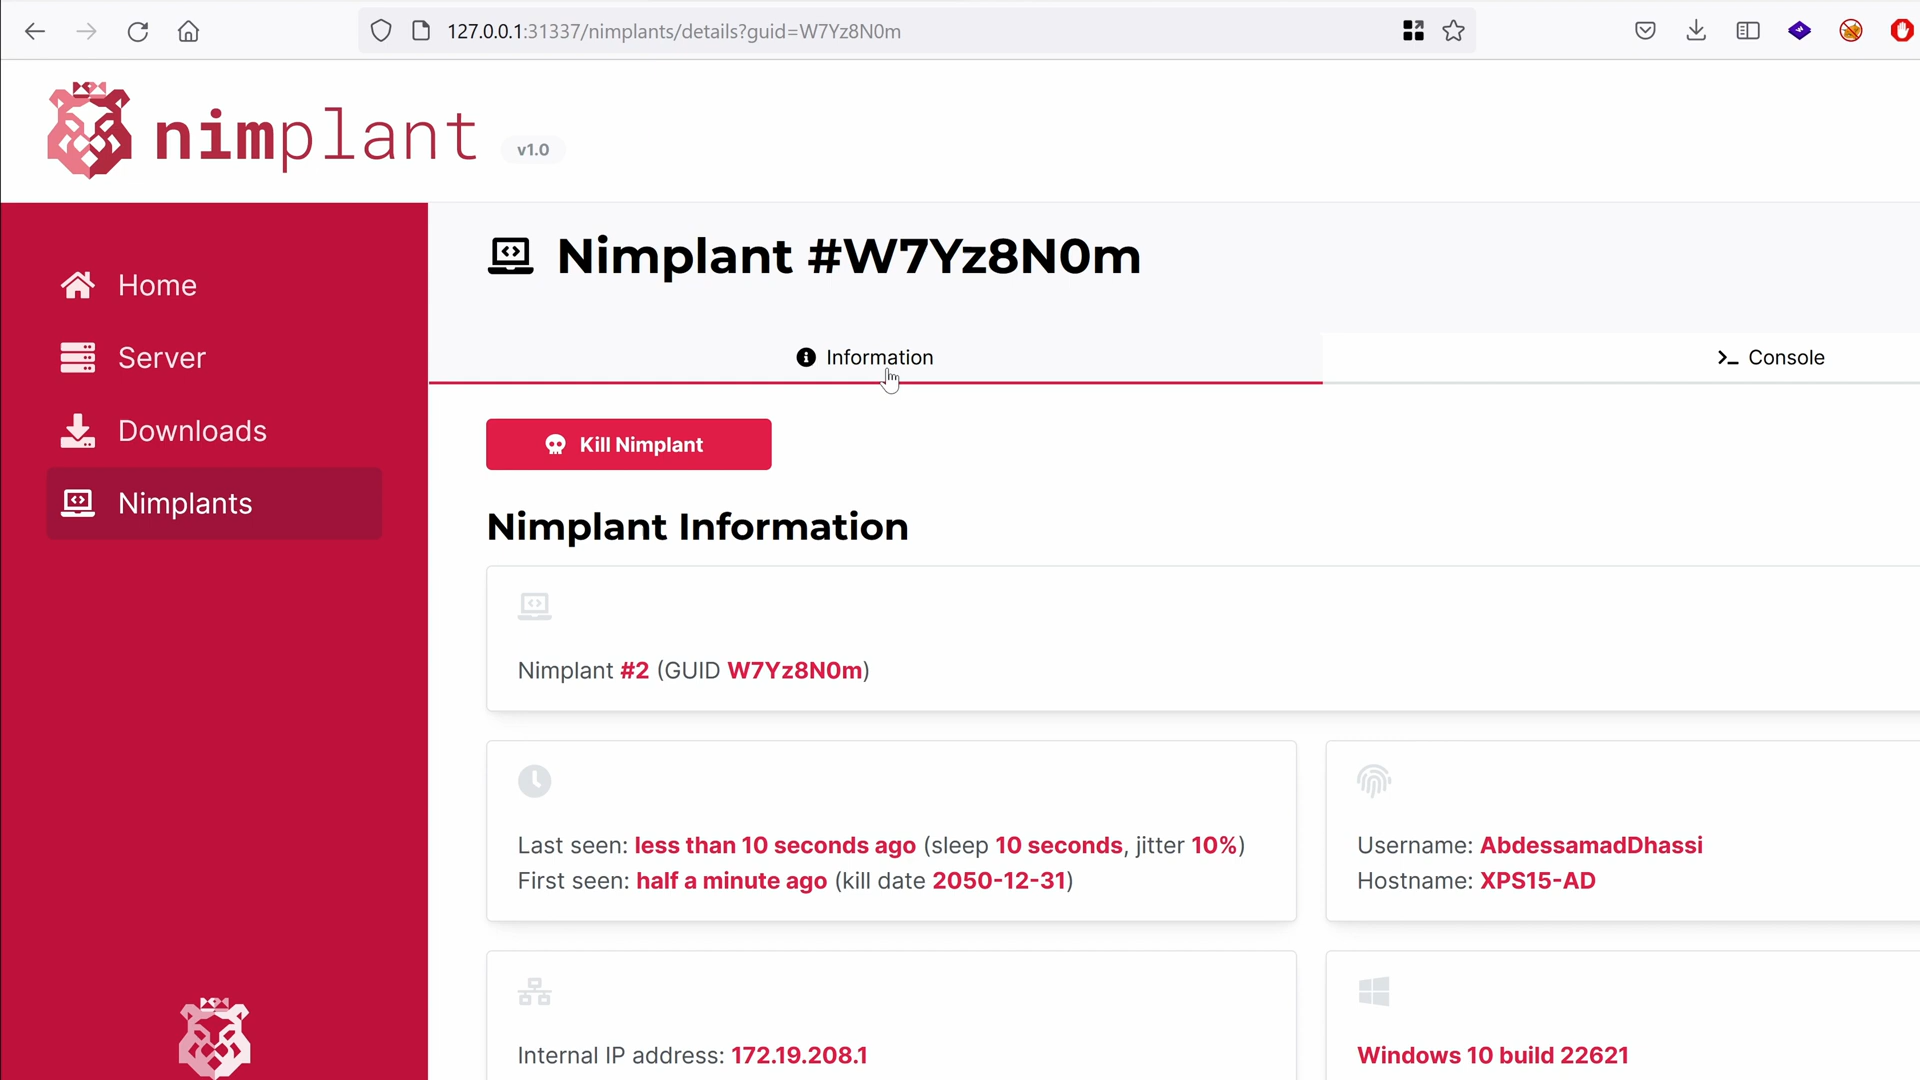 127.0.0.1:31337/nimplants/details?guid=W7Yz8N0m
nimplant v1.0
Home
Server
Downloads
Nimplants
Nimplant #W7Yz8N0m
Information
Console
Kill Nimplant
Nimplant Information
Nimplant #2 (GUID W7Yz8N0m)
Last seen: less than 10 seconds ago (sleep 10 seconds, jitter 10%)
First seen: half a minute ago (kill date 2050-12-31)
Username: AbdessamadDhassi
Hostname: XPS15-AD
Internal IP address: 172.19.208.1
Windows 10 build 22621